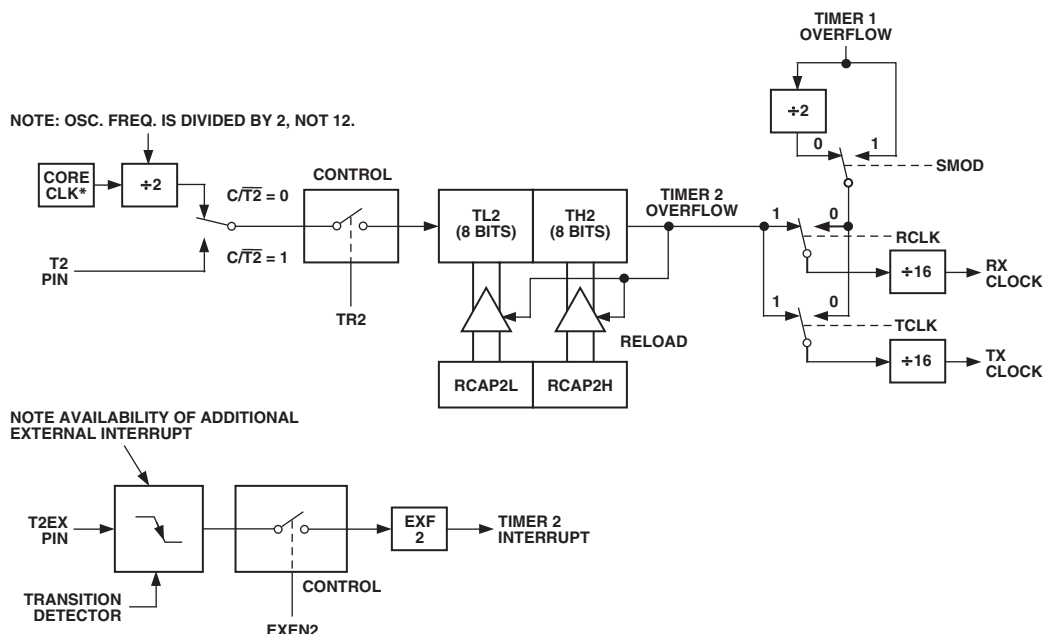 TIMER 1
OVERFLOW
÷2
0
1
SMOD
NOTE: OSC. FREQ. IS DIVIDED BY 2, NOT 12.
CORE
CLK*
÷2
C/T2̅ = 0
C/T2̅ = 1
T2
PIN
CONTROL
TR2
TL2
(8 BITS)
TH2
(8 BITS)
TIMER 2
OVERFLOW
RELOAD
RCAP2L
RCAP2H
1
0
RCLK
÷16
RX
CLOCK
1
0
TCLK
÷16
TX
CLOCK
NOTE AVAILABILITY OF ADDITIONAL
EXTERNAL INTERRUPT
T2EX
PIN
TRANSITION
DETECTOR
CONTROL
EXEN2
EXF
2
TIMER 2
INTERRUPT